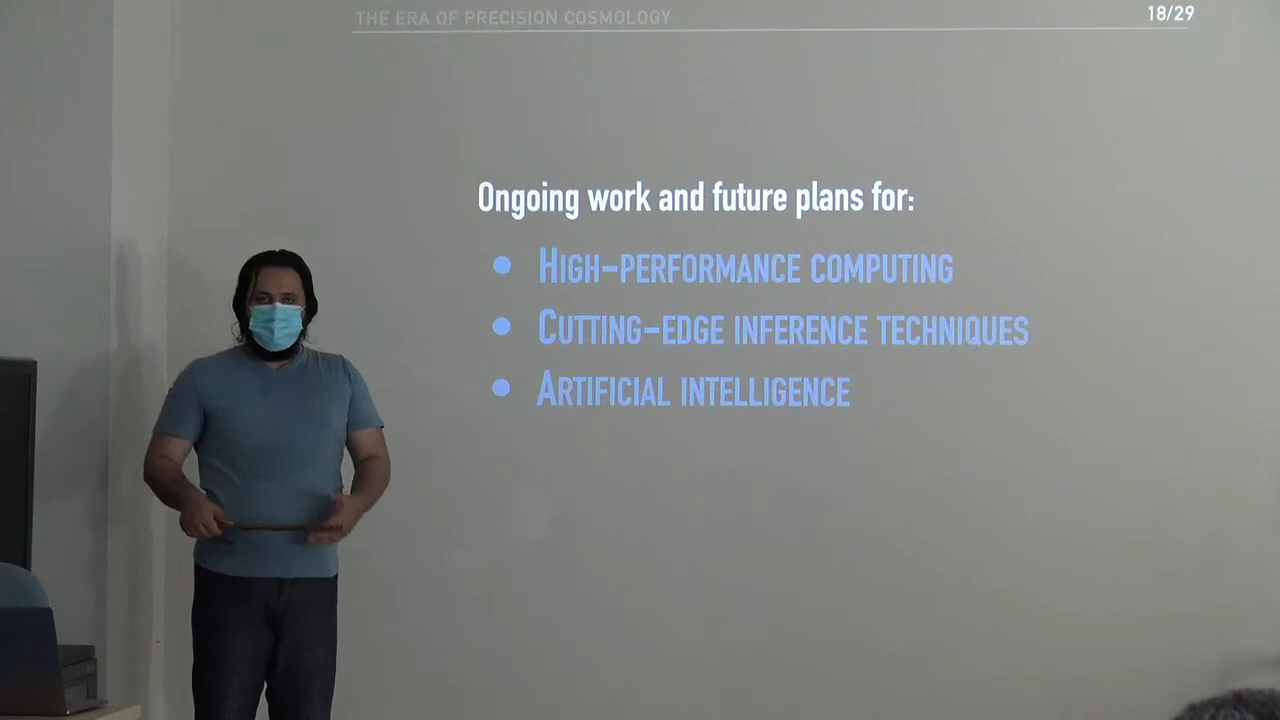 THE ERA OF PRECISION COSMOLOGY
18/29
Ongoing work and future plans for:
• HIGH-PERFORMANCE COMPUTING
• CUTTING-EDGE INFERENCE TECHNIQUES
• ARTIFICIAL INTELLIGENCE